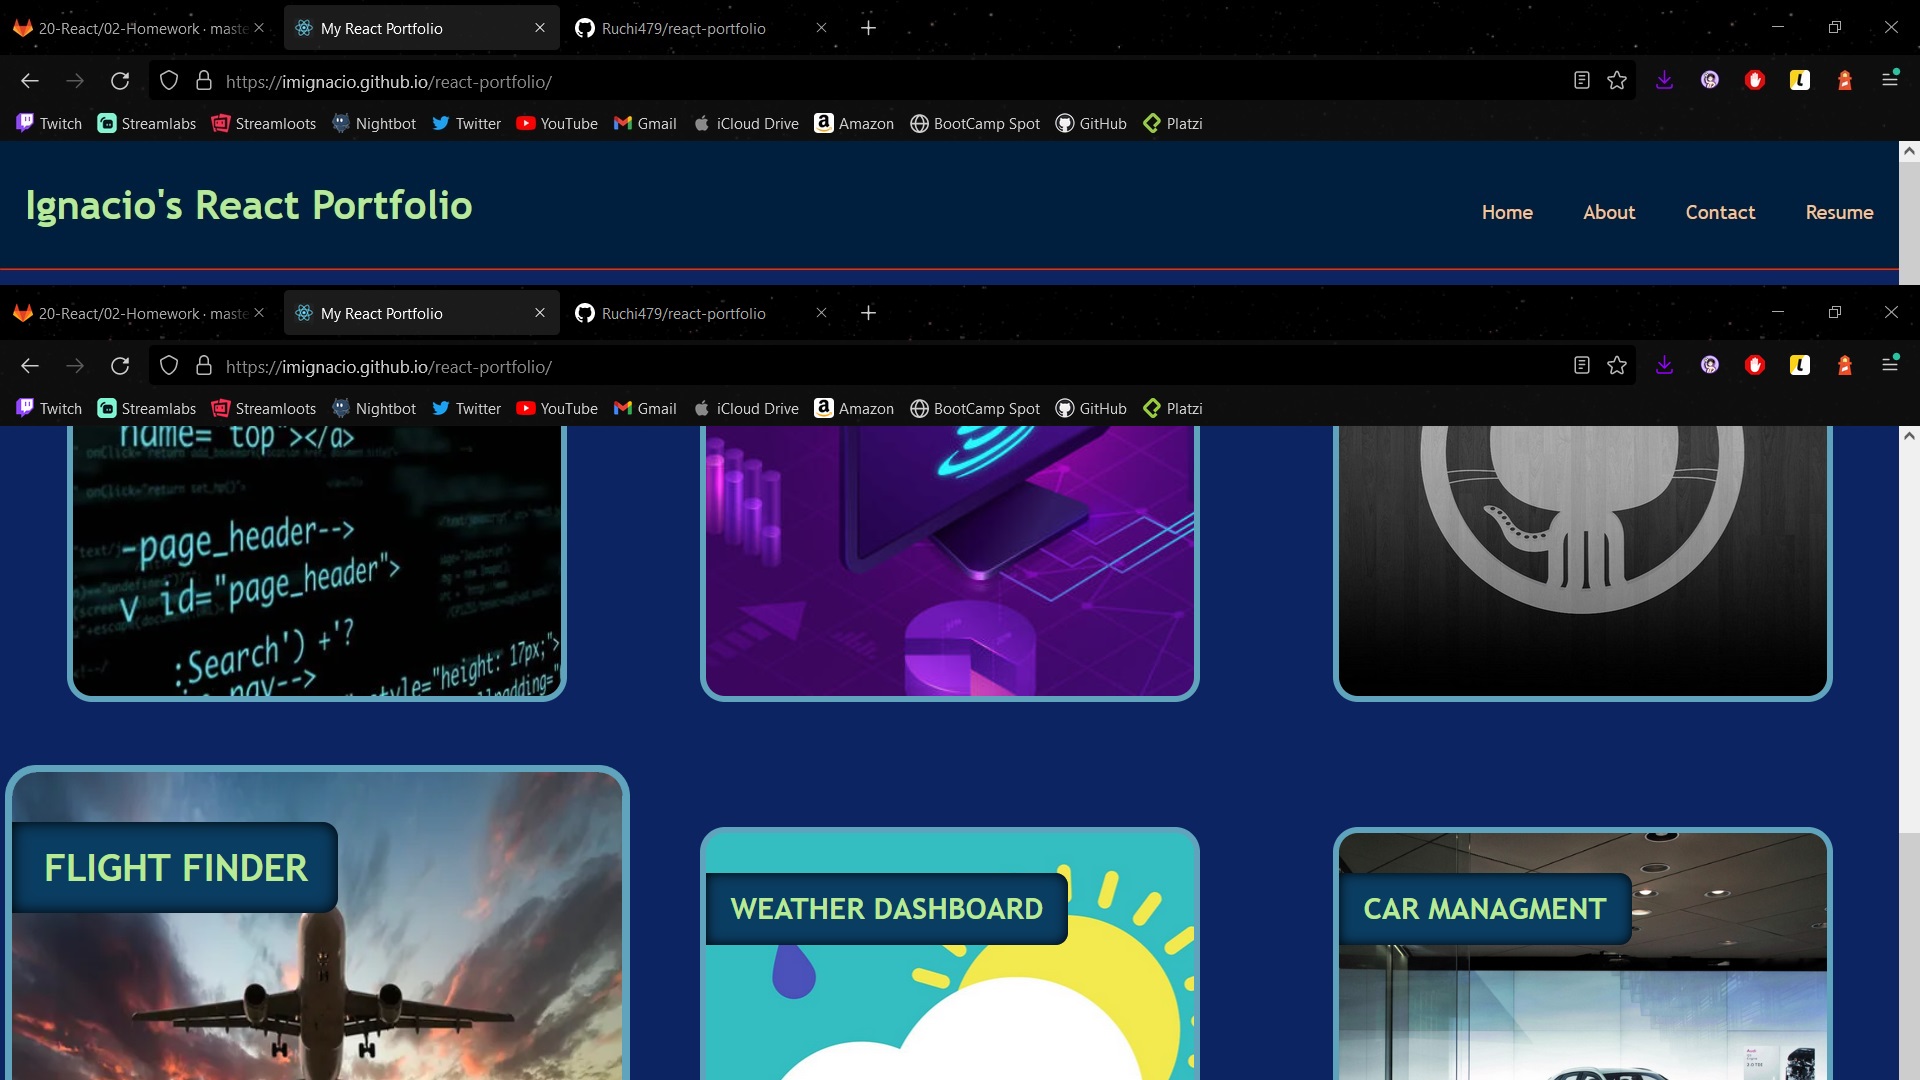 20-React/02-Homework · maste
My React Portfolio
Ruchi479/react-portfolio
https://imignacio.github.io/react-portfolio/
Twitch Streamlabs Streamloots Nightbot Twitter YouTube Gmail iCloud Drive Amazon BootCamp Spot GitHub Platzi
Ignacio's React Portfolio
Home About Contact Resume
20-React/02-Homework · maste
My React Portfolio
Ruchi479/react-portfolio
https://imignacio.github.io/react-portfolio/
Twitch Streamlabs Streamloots Nightbot Twitter YouTube Gmail iCloud Drive Amazon BootCamp Spot GitHub Platzi
name="top"></a>
" onClick="return set_hp()";
-page_header-->
v id="page_header">
:Search') +'?
style="height: 17px;">
FLIGHT FINDER
WEATHER DASHBOARD
CAR MANAGMENT